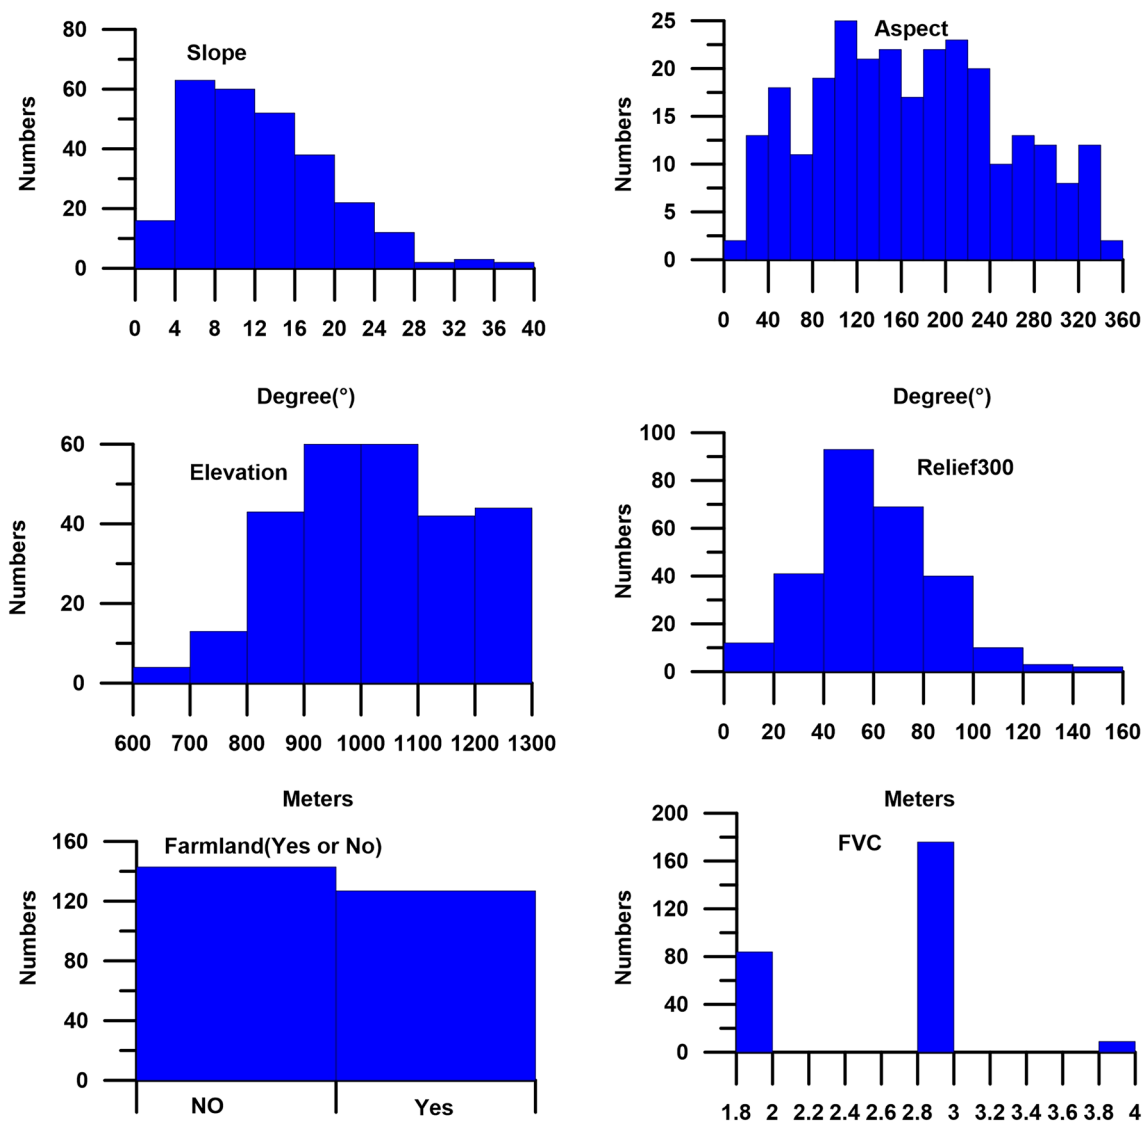 Slope
Numbers
80
60
40
20
0
0 4 8 12 16 20 24 28 32 36 40
Degree(°)
Aspect
Numbers
25
20
15
10
5
0
0 40 80 120 160 200 240 280 320 360
Degree(°)
Elevation
Numbers
60
40
20
0
600 700 800 900 1000 1100 1200 1300
Meters
Relief300
Numbers
100
80
60
40
20
0
0 20 40 60 80 100 120 140 160
Meters
Farmland(Yes or No)
Numbers
160
120
80
40
0
NO Yes
FVC
Numbers
200
160
120
80
40
0
1.8 2 2.2 2.4 2.6 2.8 3 3.2 3.4 3.6 3.8 4